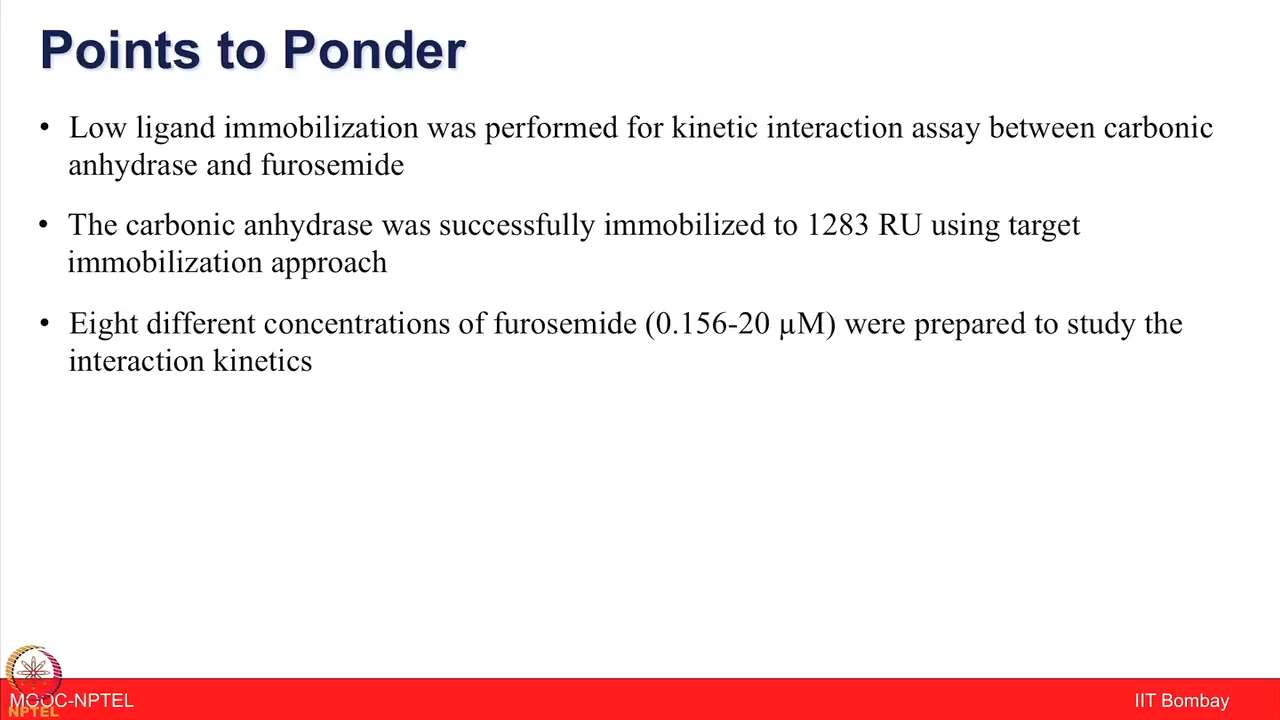 Points to Ponder
• Low ligand immobilization was performed for kinetic interaction assay between carbonic
anhydrase and furosemide
• The carbonic anhydrase was successfully immobilized to 1283 RU using target
immobilization approach
• Eight different concentrations of furosemide (0.156-20 µM) were prepared to study the
interaction kinetics
MOOC-NPTEL
NPTEL
IIT Bombay